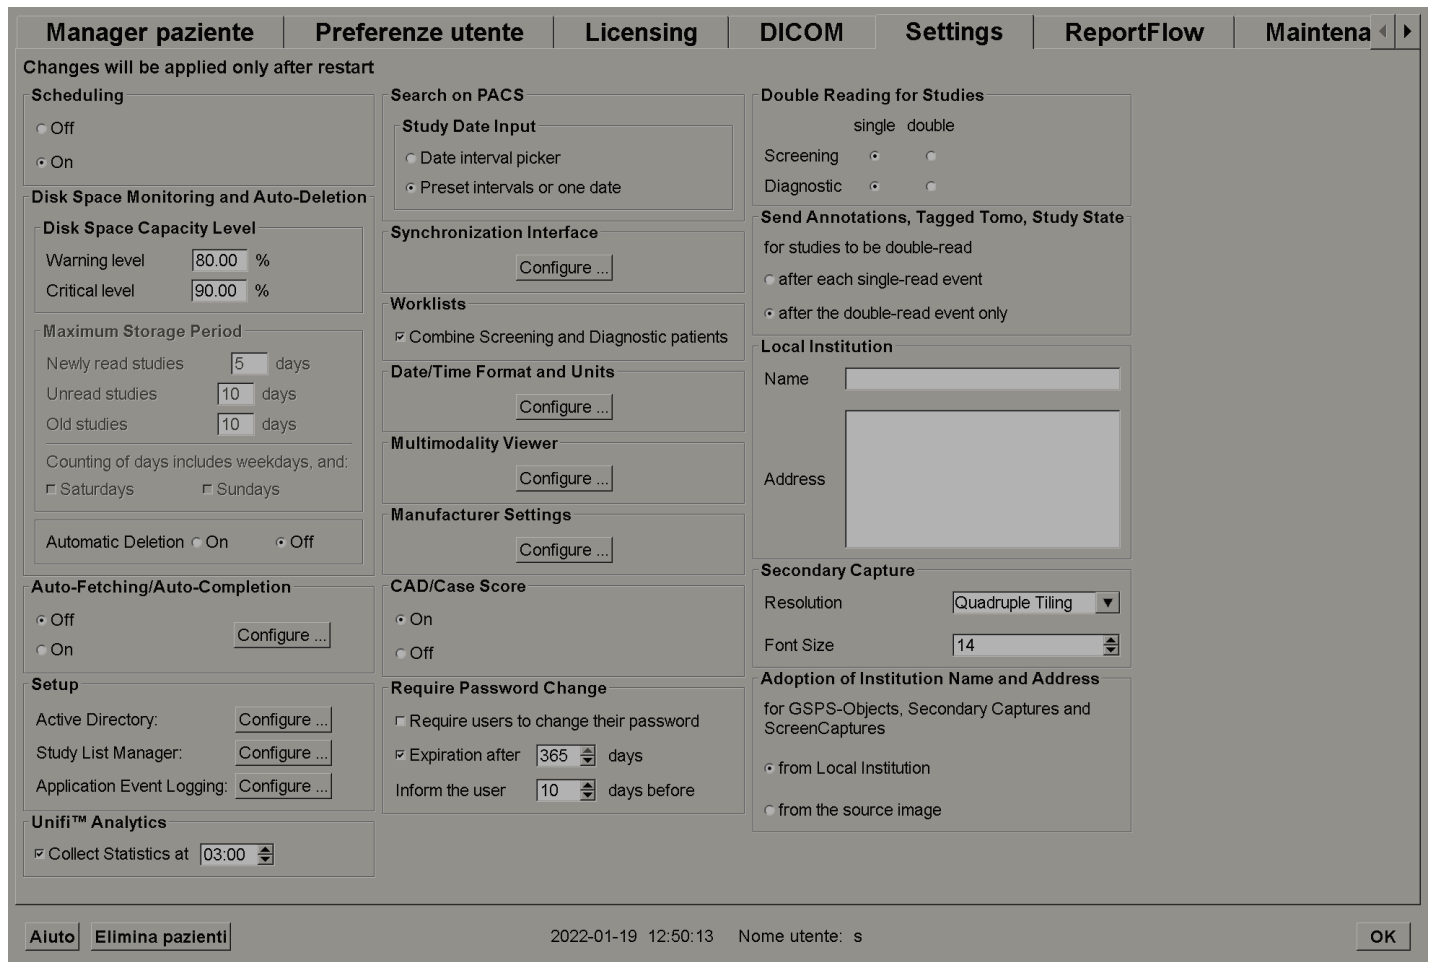 Manager paziente Preferenze utente Licensing DICOM Settings ReportFlow Maintena
Changes will be applied only after restart
Scheduling
Off
On
Disk Space Monitoring and Auto-Deletion
Disk Space Capacity Level
Warning level 80.00 %
Critical level 90.00 %
Maximum Storage Period
Newly read studies 5 days
Unread studies 10 days
Old studies 10 days
Counting of days includes weekdays, and:
Saturdays Sundays
Automatic Deletion On Off
Auto-Fetching/Auto-Completion
Off
On
Configure ...
Setup
Active Directory: Configure ...
Study List Manager: Configure ...
Application Event Logging: Configure ...
Unifi™ Analytics
Collect Statistics at 03:00
Search on PACS
Study Date Input
Date interval picker
Preset intervals or one date
Synchronization Interface
Configure ...
Worklists
Combine Screening and Diagnostic patients
Date/Time Format and Units
Configure ...
Multimodality Viewer
Configure ...
Manufacturer Settings
Configure ...
CAD/Case Score
On
Off
Require Password Change
Require users to change their password
Expiration after 365 days
Inform the user 10 days before
Double Reading for Studies
single double
Screening
Diagnostic
Send Annotations, Tagged Tomo, Study State
for studies to be double-read
after each single-read event
after the double-read event only
Local Institution
Name
Address
Secondary Capture
Resolution Quadruple Tiling
Font Size 14
Adoption of Institution Name and Address
for GSPS-Objects, Secondary Captures and
ScreenCaptures
from Local Institution
from the source image
Aiuto Elimina pazienti 2022-01-19 12:50:13 Nome utente: s OK